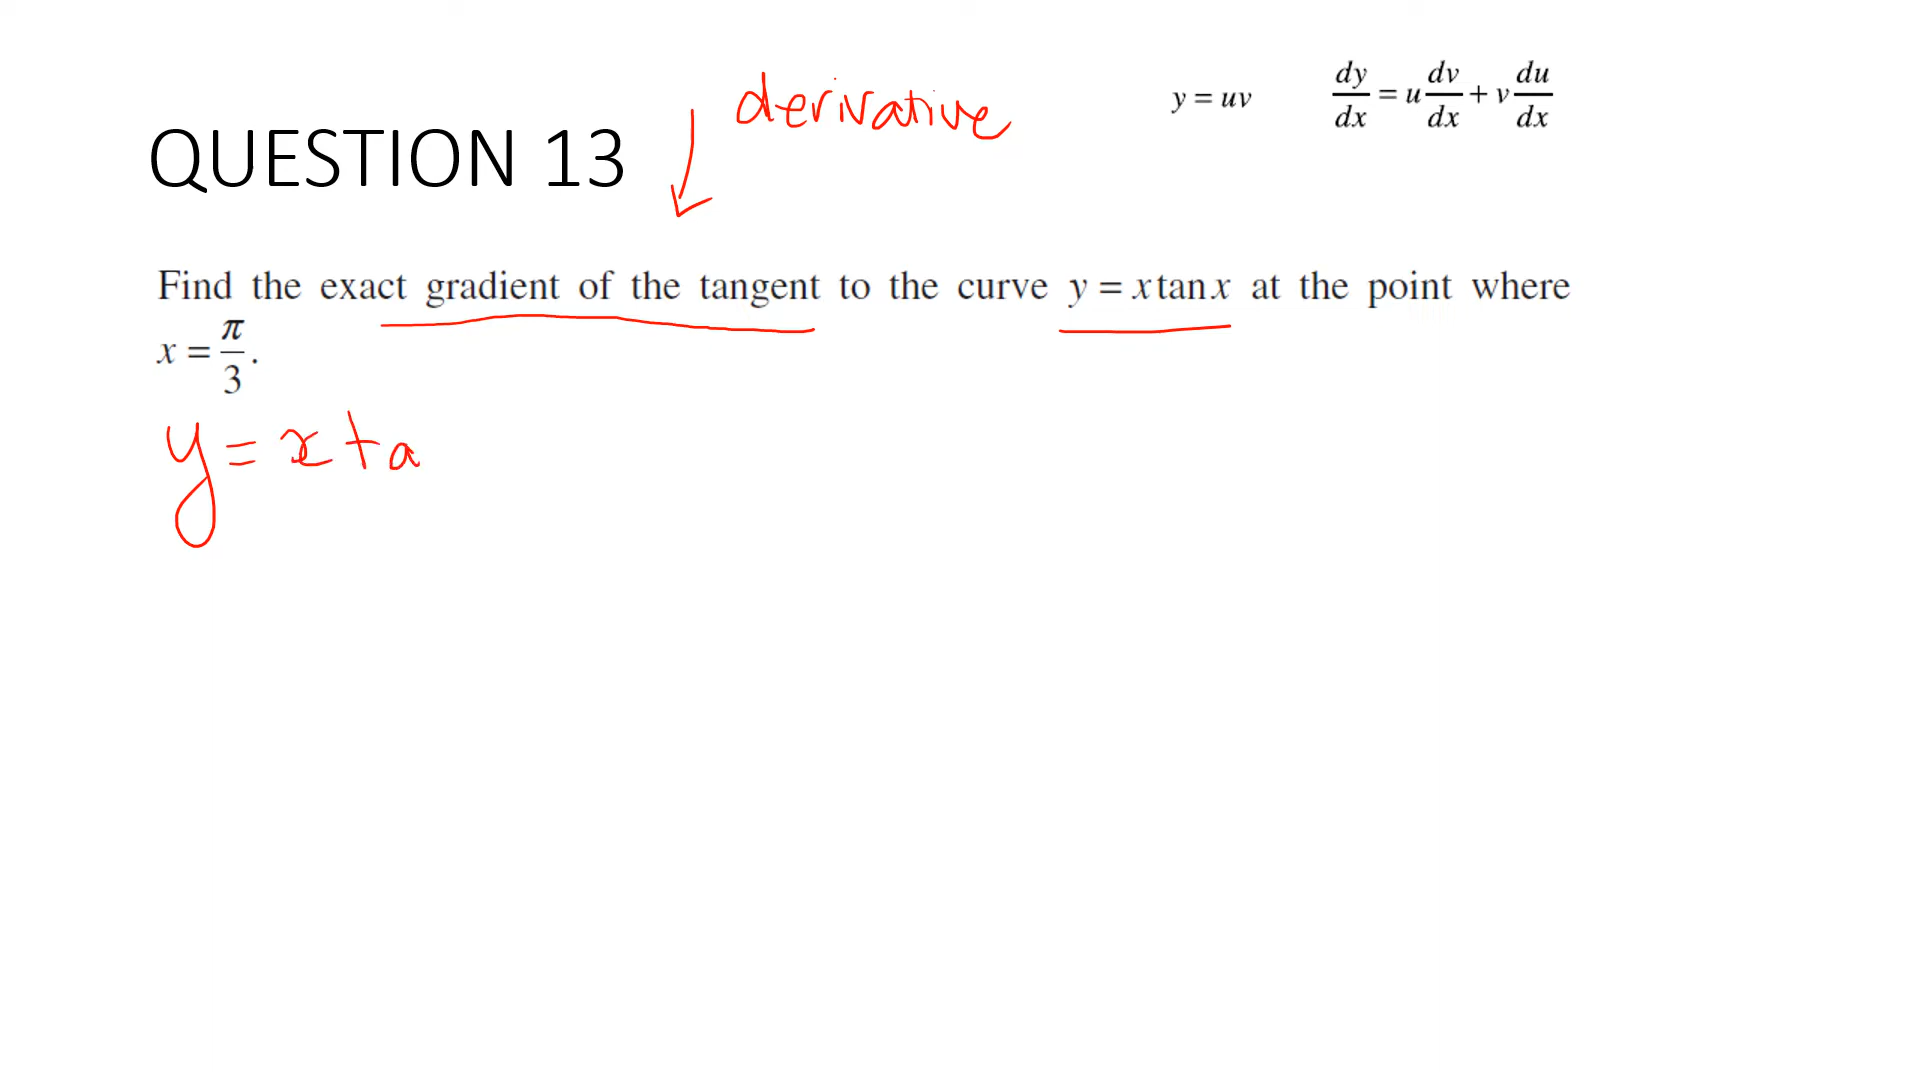 derivative
y = uv dy/dx = u dv/dx + v du/dx
QUESTION 13
Find the exact gradient of the tangent to the curve y = x tan x at the point where
x = π/3.
y = x ta